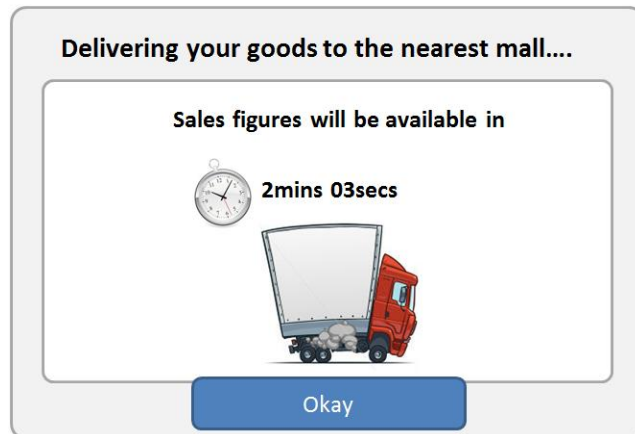 Delivering your goods to the nearest mall....
Sales figures will be available in
2mins 03secs
Okay